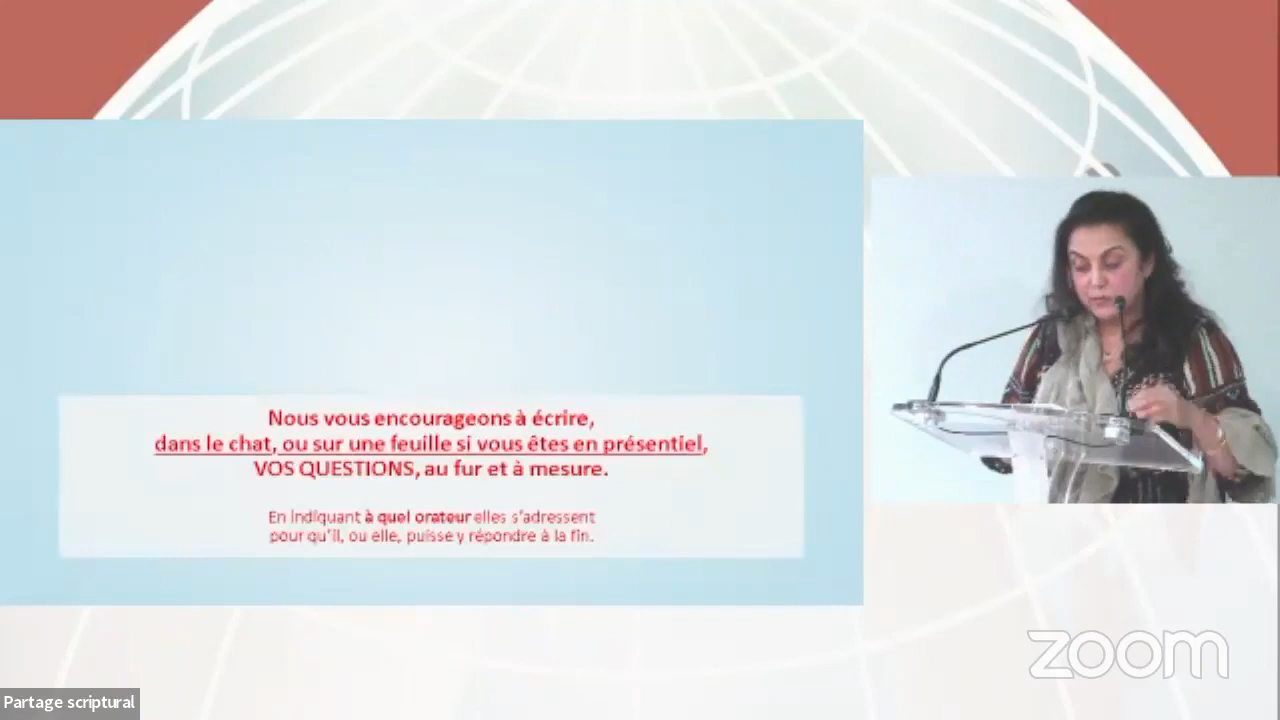 Nous vous encourageons à écrire,
dans le chat, ou sur une feuille si vous êtes en présentiel,
VOS QUESTIONS, au fur et à mesure.
En indiquant à quel orateur elles s'adressent
pour qu'il, ou elle, puisse y répondre à la fin.
zoom
Partage scriptural